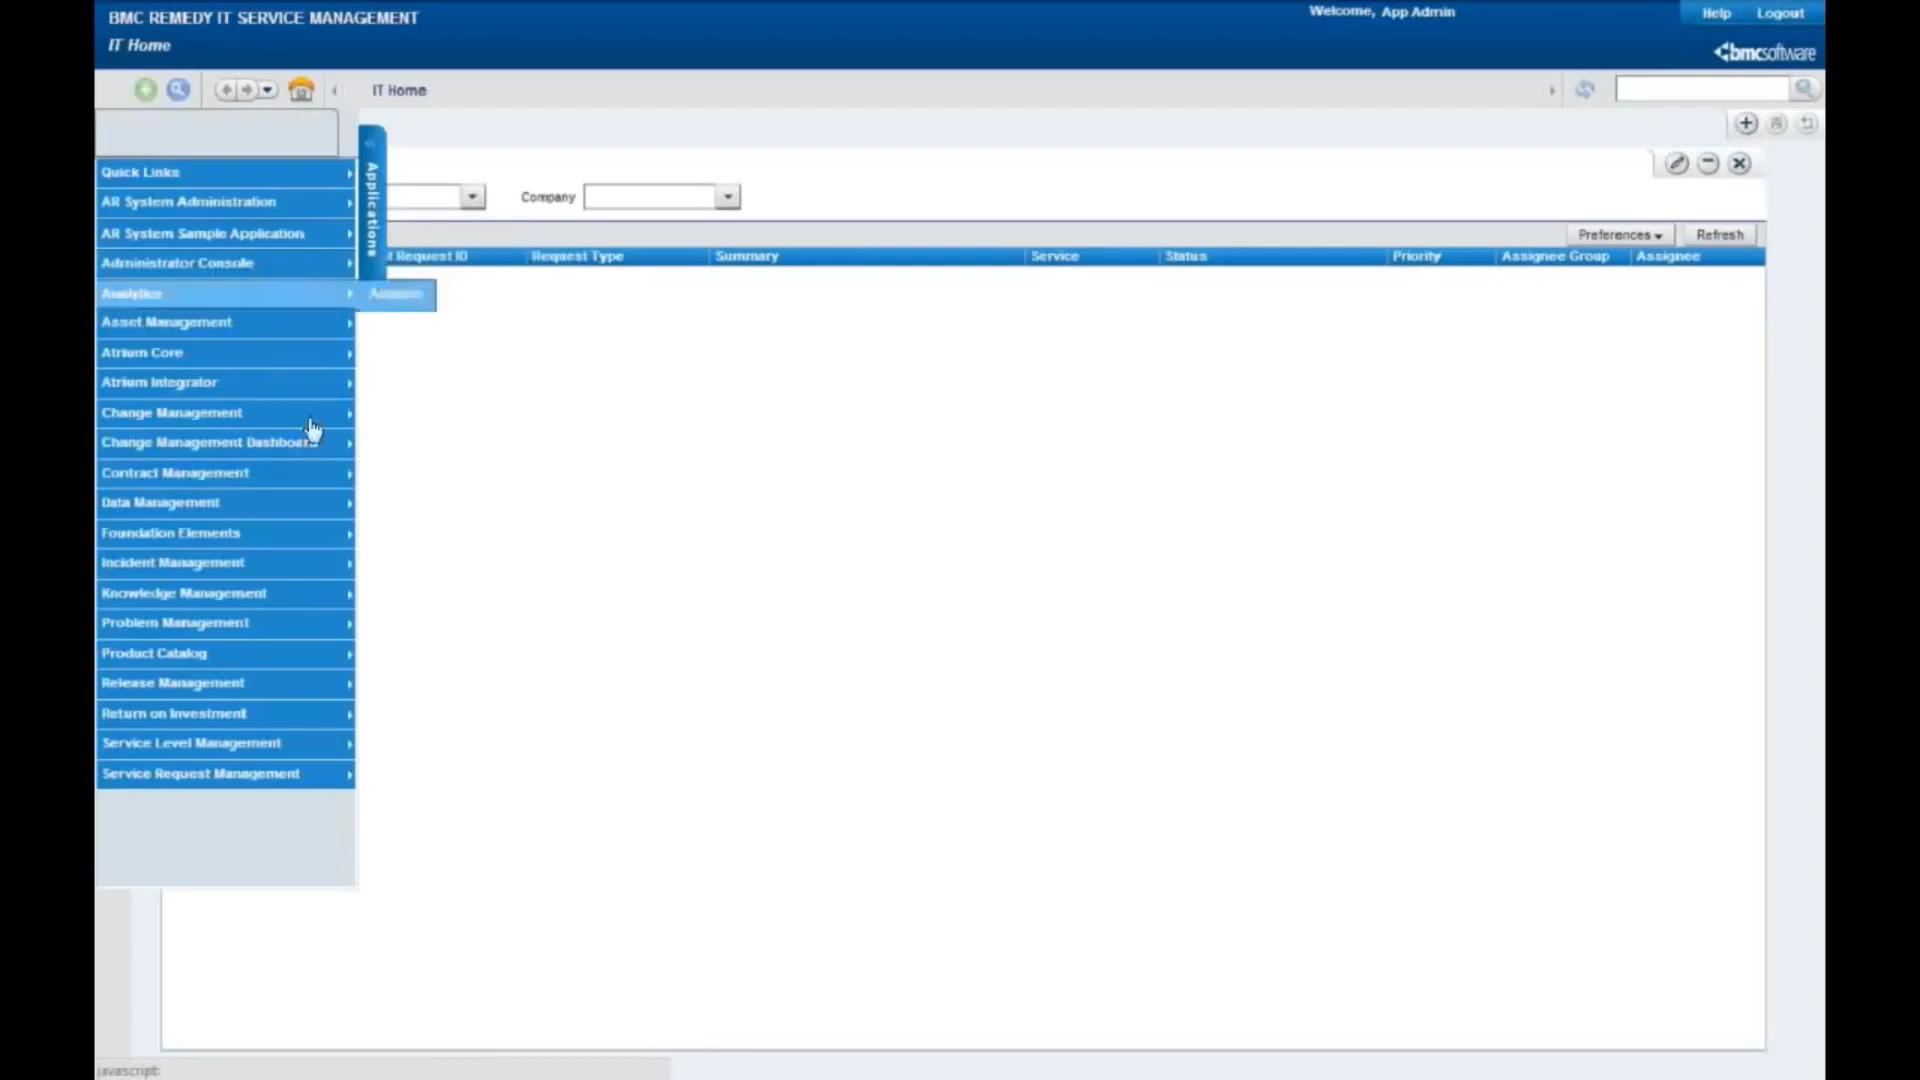 BMC REMEDY IT SERVICE MANAGEMENT
Welcome, App Admin
Help Logout
IT Home
bmcsoftware
IT Home
Applications
Quick Links
AR System Administration
AR System Sample Application
Administrator Console
Analytics
Asset Management
Atrium Core
Atrium Integrator
Change Management
Change Management
Contract Management
Data Management
Foundation Elements
Incident Management
Knowledge Management
Problem Management
Product Catalog
Release Management
Return on Investment
Service Level Management
Service Request Management
Company
Preferences Refresh
Request ID Request Type Summary Service Status Priority Assignee Group Assignee
javascript: